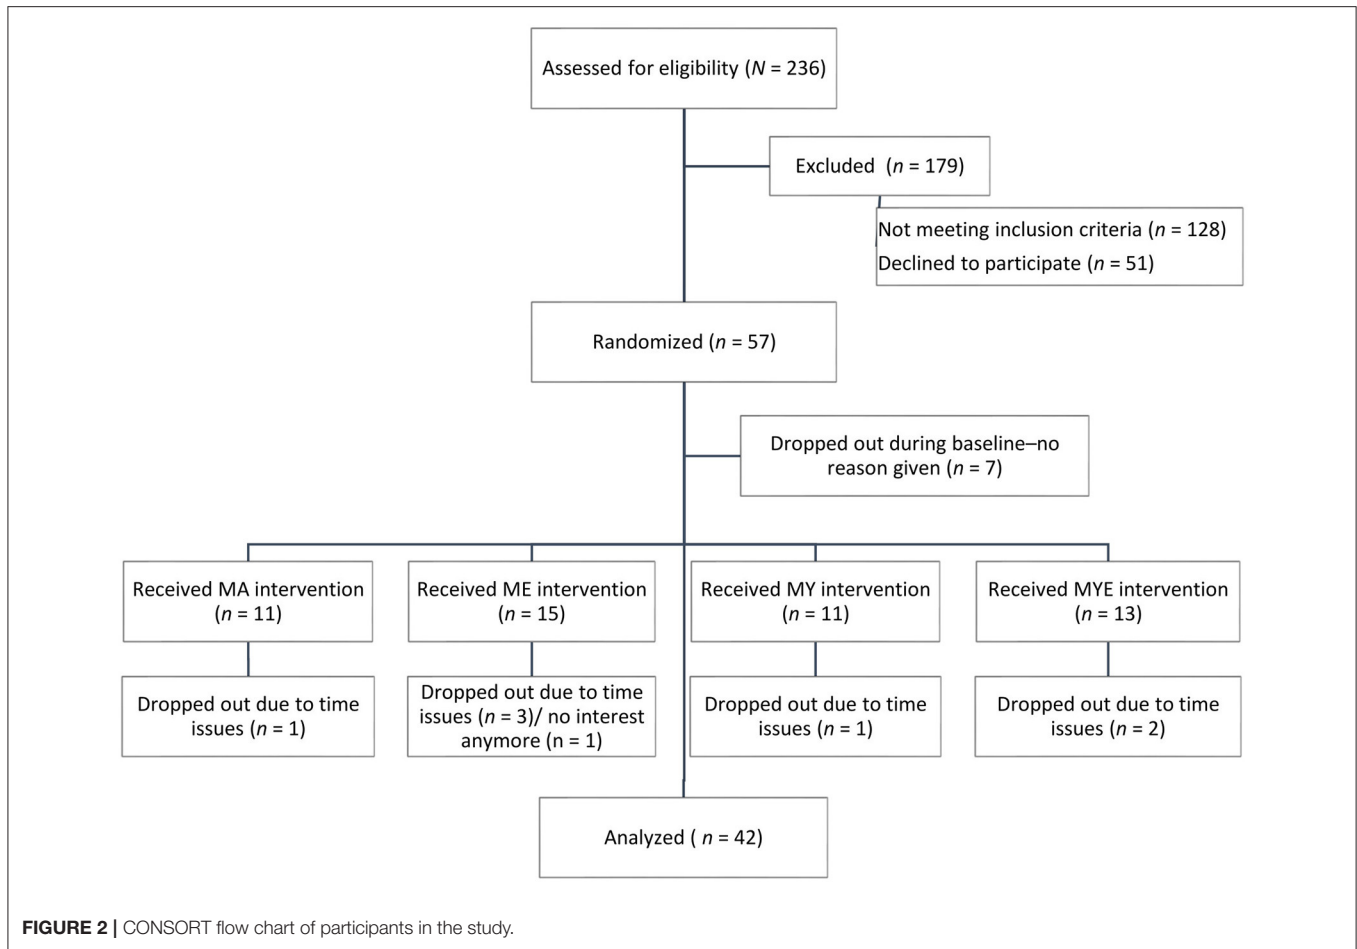 Assessed for eligibility (N = 236)
Excluded (n = 179)
Not meeting inclusion criteria (n = 128)
Declined to participate (n = 51)
Randomized (n = 57)
Dropped out during baseline–no
reason given (n = 7)
Received MA intervention
(n = 11)
Received ME intervention
(n = 15)
Received MY intervention
(n = 11)
Received MYE intervention
(n = 13)
Dropped out due to time
issues (n = 1)
Dropped out due to time
issues (n = 3)/ no interest
anymore (n = 1)
Dropped out due to time
issues (n = 1)
Dropped out due to time
issues (n = 2)
Analyzed ( n = 42)
FIGURE 2 | CONSORT flow chart of participants in the study.